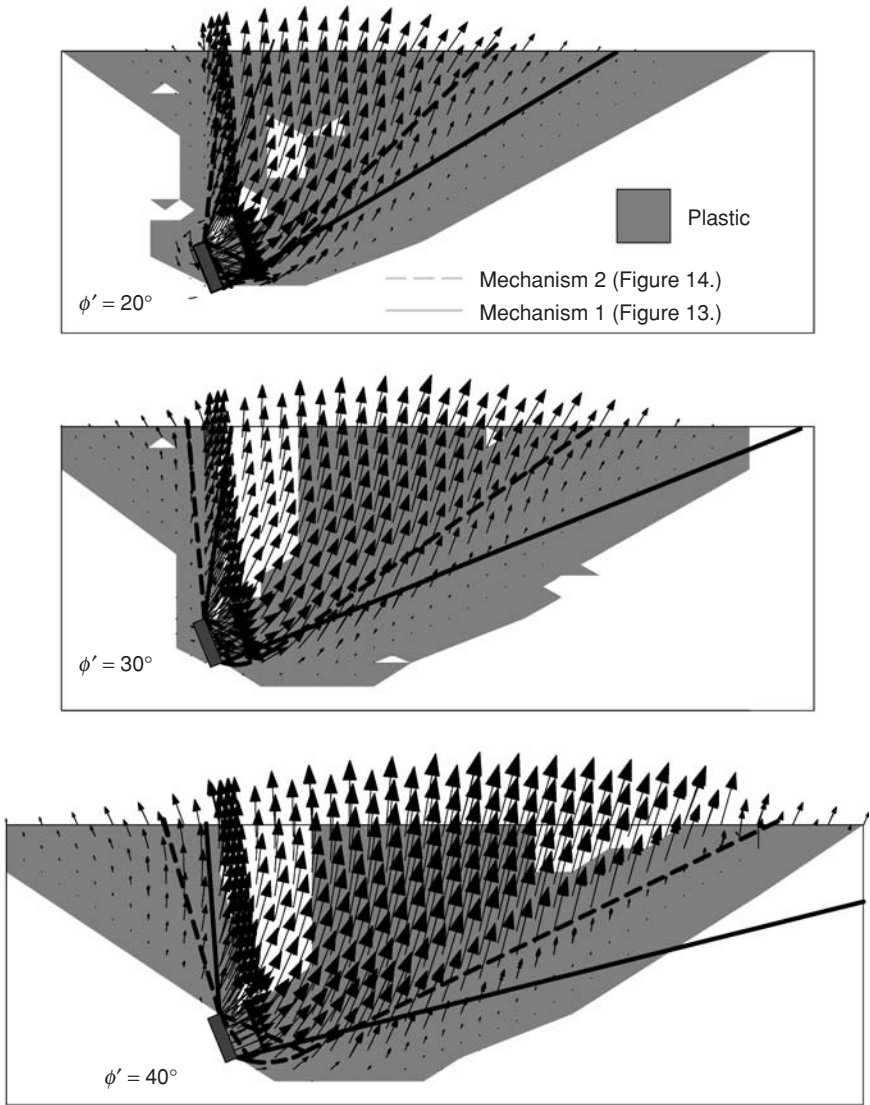 Plastic
Mechanism 2 (Figure 14.)
Mechanism 1 (Figure 13.)
ϕ′ = 20°
ϕ′ = 30°
ϕ′ = 40°